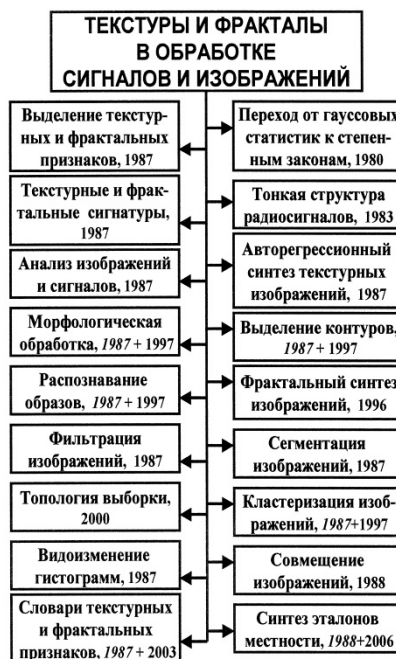 ТЕКСТУРЫ И ФРАКТАЛЫ
В ОБРАБОТКЕ
СИГНАЛОВ И ИЗОБРАЖЕНИЙ
Выделение текстур-
ных и фрактальных
признаков, 1987
Текстурные и фрак-
тальные сигнатуры,
1987
Анализ изображений
и сигналов, 1987
Морфологическая
обработка, 1987 + 1997
Распознавание
образов, 1987 + 1997
Фильтрация
изображений, 1987
Топология выборки,
2000
Видоизменение
гистограмм, 1987
Словари текстурных
и фрактальных
признаков, 1987 + 2003
Переход от гауссовых
статистик к степен-
ным законам, 1980
Тонкая структура
радиосигналов, 1983
Авторегрессионный
синтез текстурных
изображений, 1987
Выделение контуров,
1987 + 1997
Фрактальный синтез
изображений, 1996
Сегментация
изображений, 1987
Кластеризация изоб-
ражений, 1987+1997
Совмещение
изображений, 1988
Синтез эталонов
местности, 1988+2006